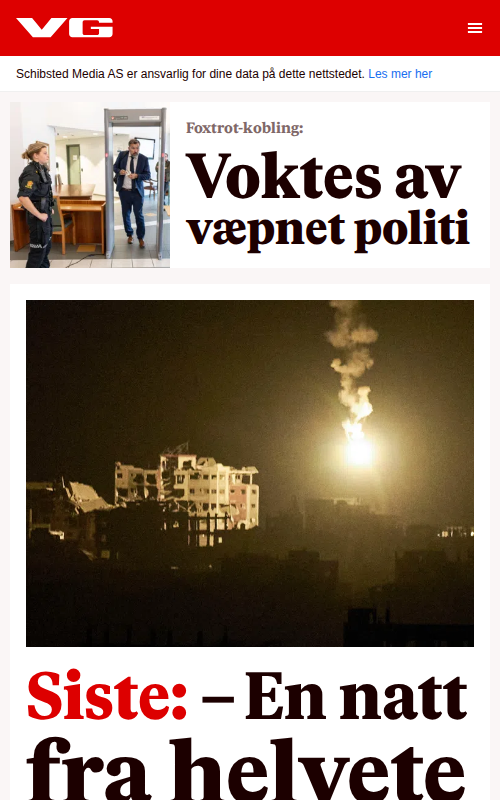 VG
Schibsted Media AS er ansvarlig for dine data på dette nettstedet. Les mer her
Foxtrot-kobling:
Voktes av
væpnet politi
Siste: – En natt
fra helvete